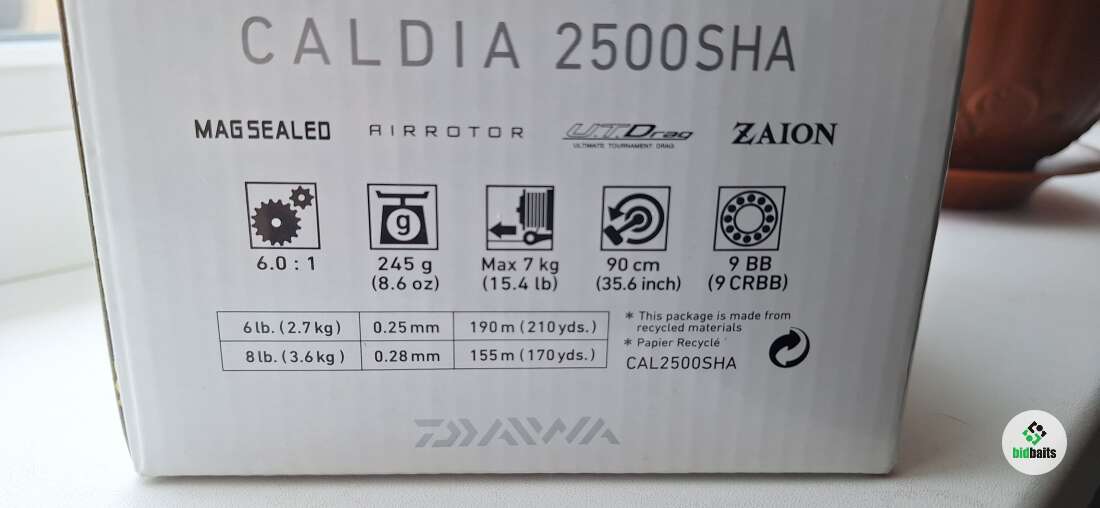 CALDIA 2500SHA
MAGSEALED AIRROTOR U.T.Drag ZAION
ULTIMATE TOURNAMENT DRAG
g
6.0 : 1 245 g Max 7 kg 90 cm 9 BB
(8.6 oz) (15.4 lb) (35.6 inch) (9 CRBB)
6 lb. (2.7 kg) 0.25 mm 190 m (210 yds.)
8 lb. (3.6 kg) 0.28 mm 155 m (170 yds.)
* This package is made from
recycled materials
* Papier Recyclé
CAL2500SHA
DAIWA
bidbaits